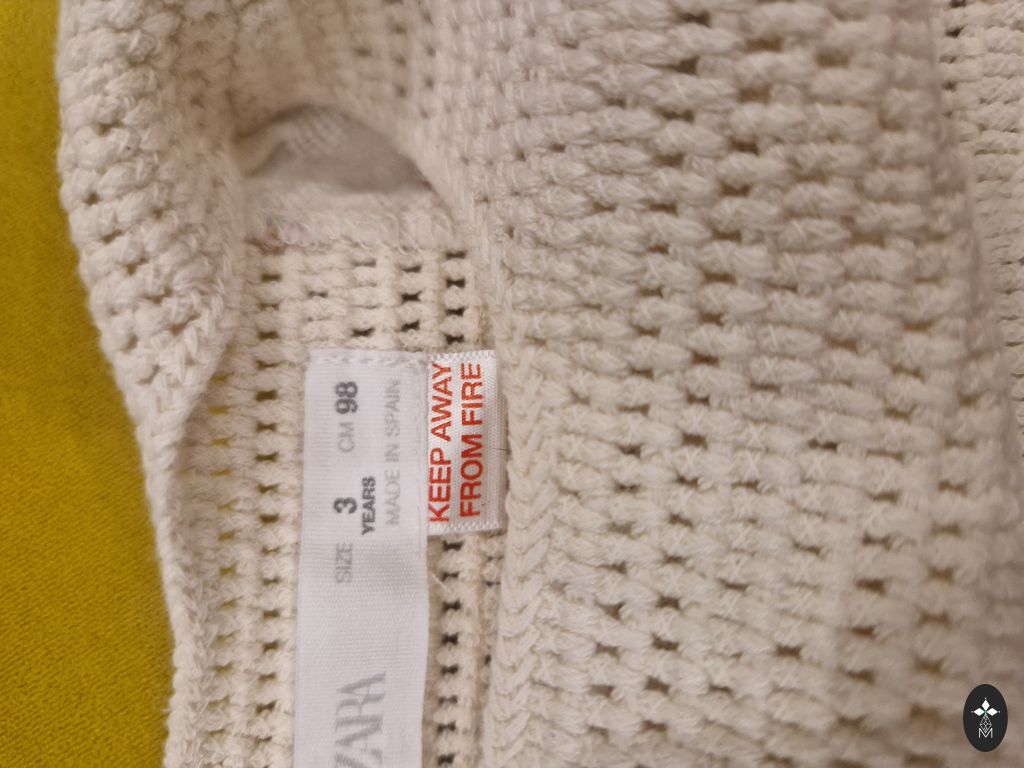 ZARA
SIZE 3 CM 98
YEARS
MADE IN SPAIN
KEEP AWAY
FROM FIRE
M